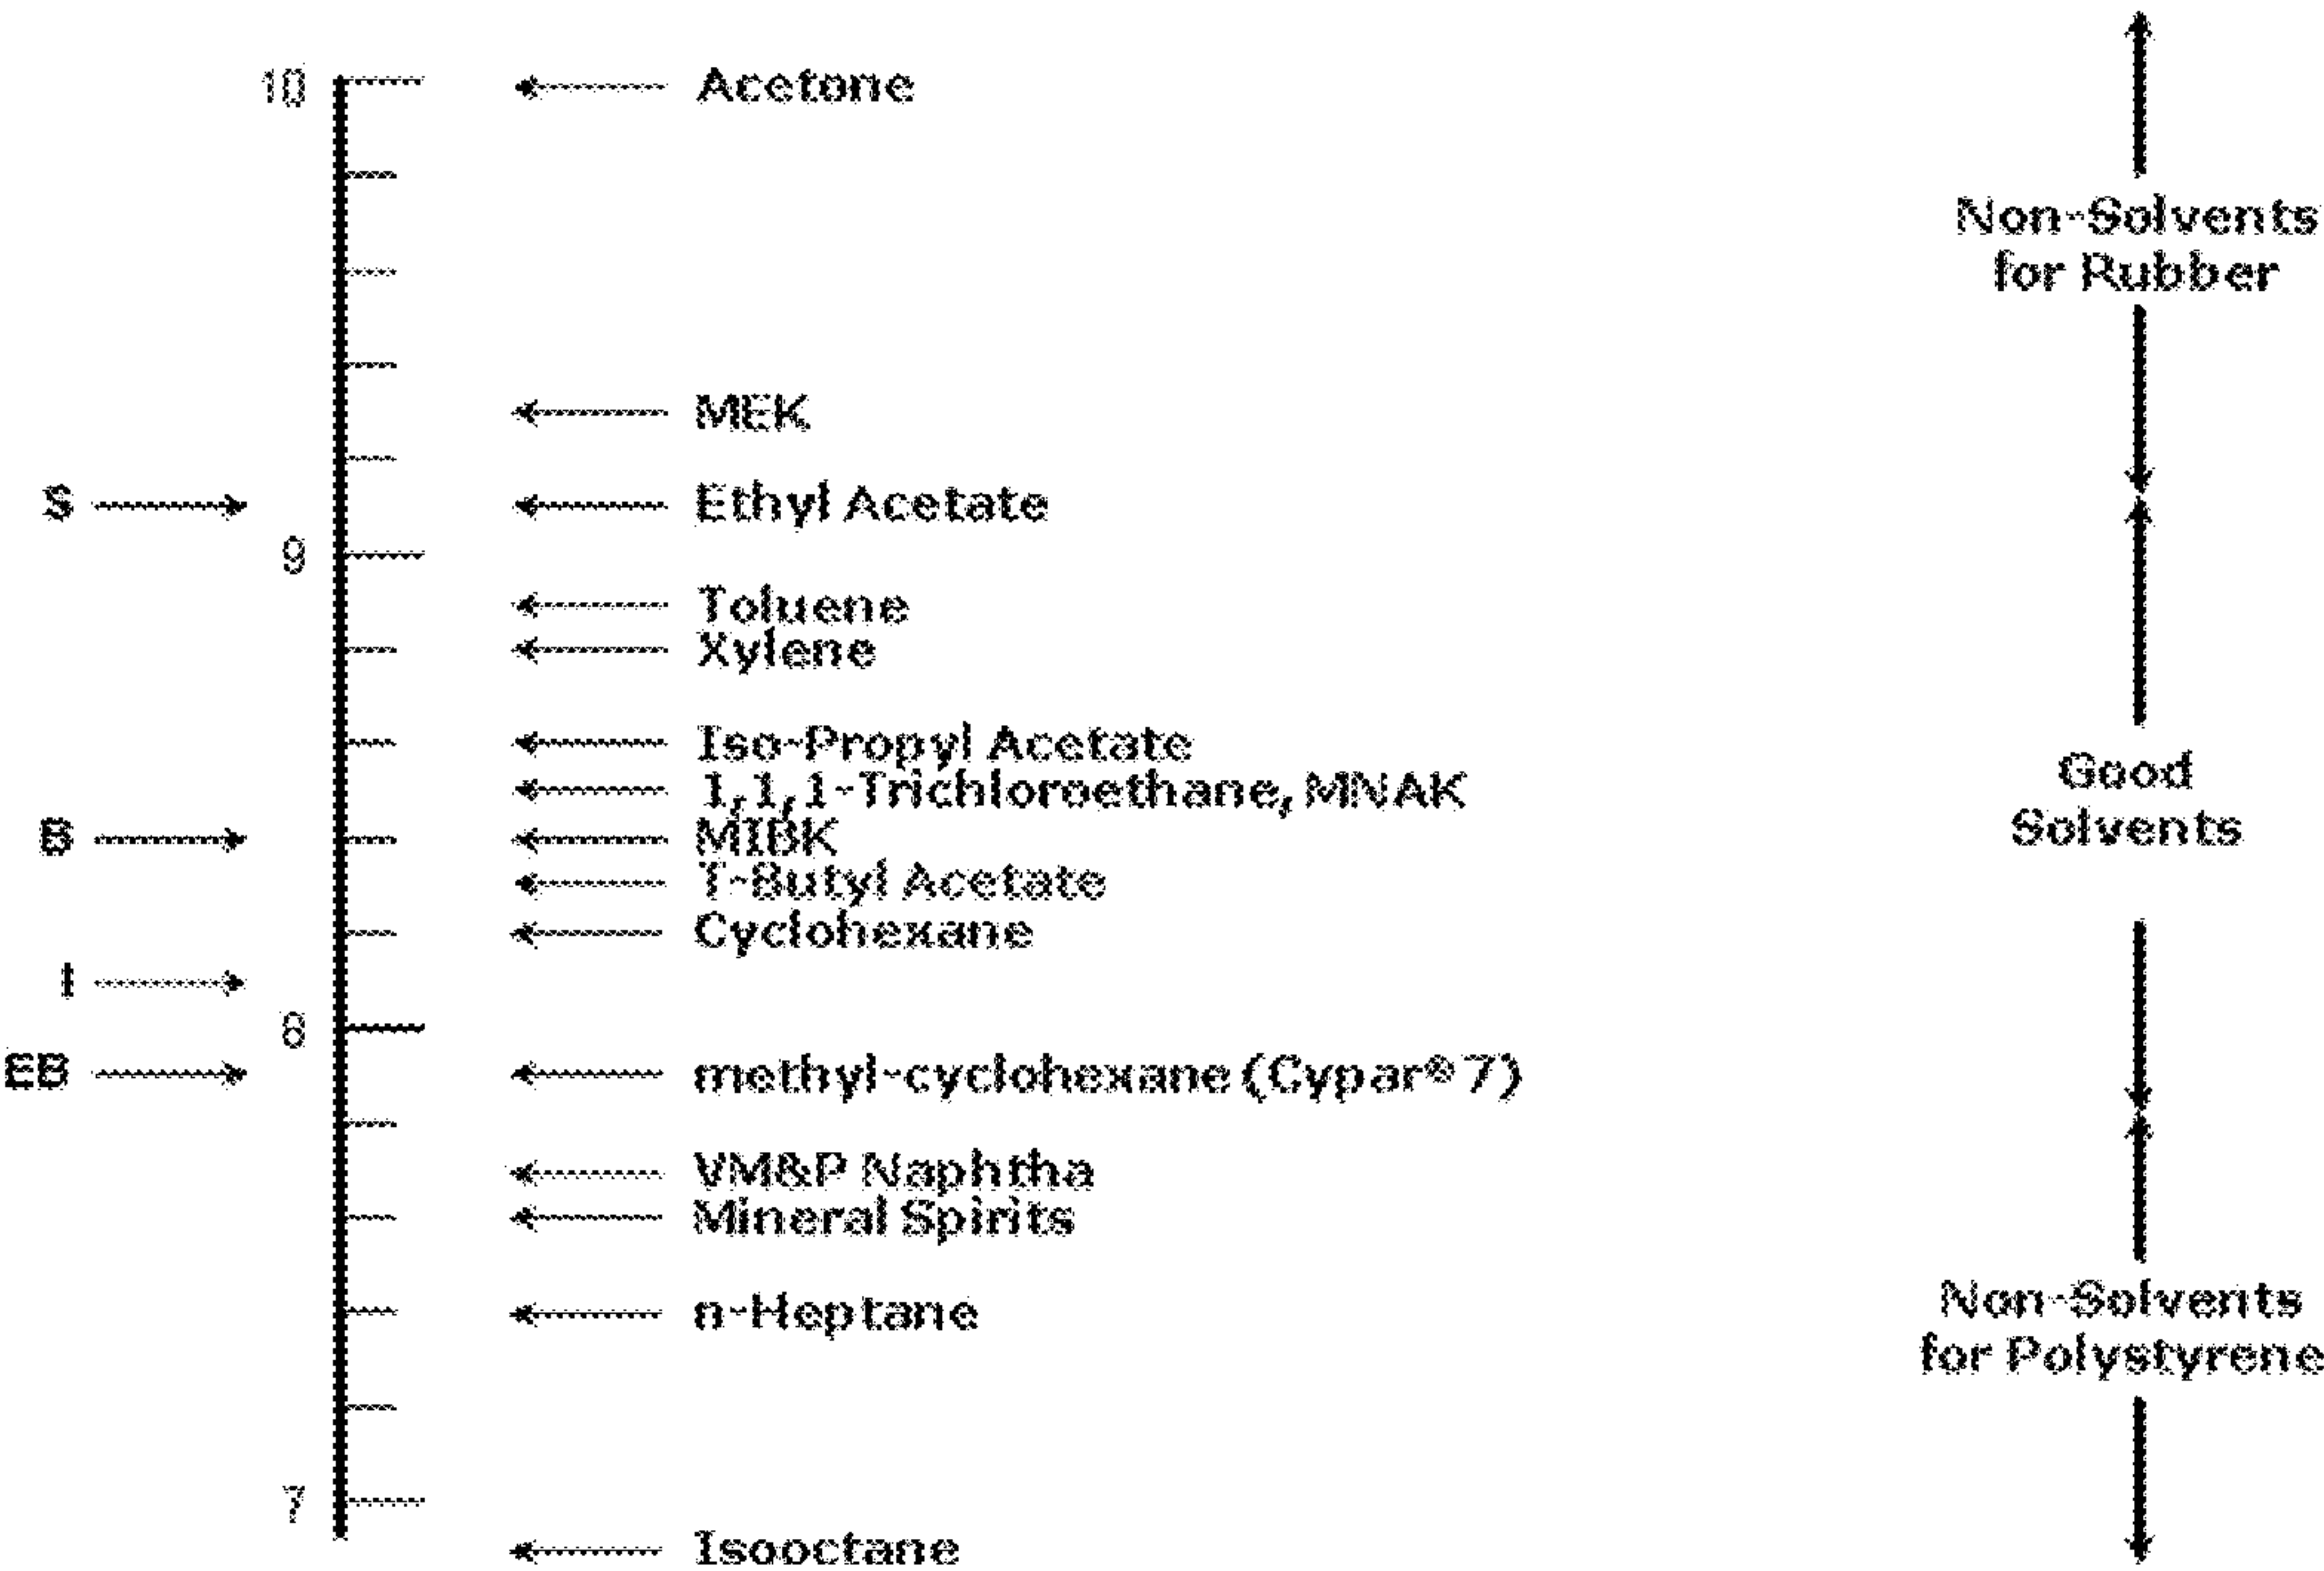 10
Acetone
Non-Solvents
for Rubber
MEK
S
Ethyl Acetate
9
Toluene
Xylene
Iso-Propyl Acetate
1,1,1-Trichloroethane, MNAK
Good
Solvents
B
MIBK
T-Butyl Acetate
Cyclohexane
I
8
EB
methyl-cyclohexane (Cypar® 7)
VM&P Naphtha
Mineral Spirits
n-Heptane
Non-Solvents
for Polystyrene
7
Isooctane